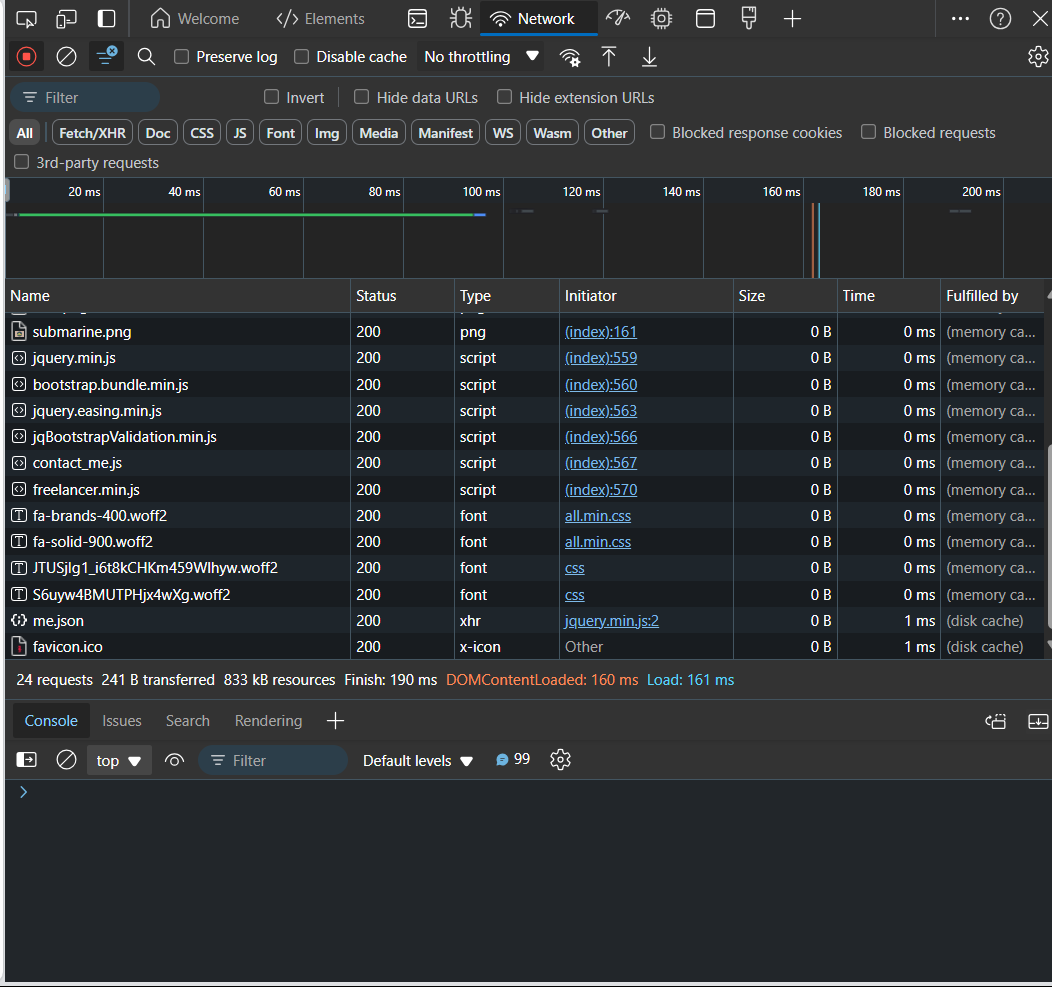 Welcome Elements Network
Preserve log Disable cache No throttling
Filter Invert Hide data URLs Hide extension URLs
All Fetch/XHR Doc CSS JS Font Img Media Manifest WS Wasm Other Blocked response cookies Blocked requests
3rd-party requests
20 ms 40 ms 60 ms 80 ms 100 ms 120 ms 140 ms 160 ms 180 ms 200 ms
Name Status Type Initiator Size Time Fulfilled by
submarine.png 200 png (index):161 0 B 0 ms (memory ca...
jquery.min.js 200 script (index):559 0 B 0 ms (memory ca...
bootstrap.bundle.min.js 200 script (index):560 0 B 0 ms (memory ca...
jquery.easing.min.js 200 script (index):563 0 B 0 ms (memory ca...
jqBootstrapValidation.min.js 200 script (index):566 0 B 0 ms (memory ca...
contact_me.js 200 script (index):567 0 B 0 ms (memory ca...
freelancer.min.js 200 script (index):570 0 B 0 ms (memory ca...
fa-brands-400.woff2 200 font all.min.css 0 B 0 ms (memory ca...
fa-solid-900.woff2 200 font all.min.css 0 B 0 ms (memory ca...
JTUSjIg1_i6t8kCHKm459Wlhyw.woff2 200 font css 0 B 0 ms (memory ca...
S6uyw4BMUTPHjx4wXg.woff2 200 font css 0 B 0 ms (memory ca...
me.json 200 xhr jquery.min.js:2 0 B 1 ms (disk cache)
favicon.ico 200 x-icon Other 0 B 1 ms (disk cache)
24 requests 241 B transferred 833 kB resources Finish: 190 ms DOMContentLoaded: 160 ms Load: 161 ms
Console Issues Search Rendering
top Filter Default levels 99